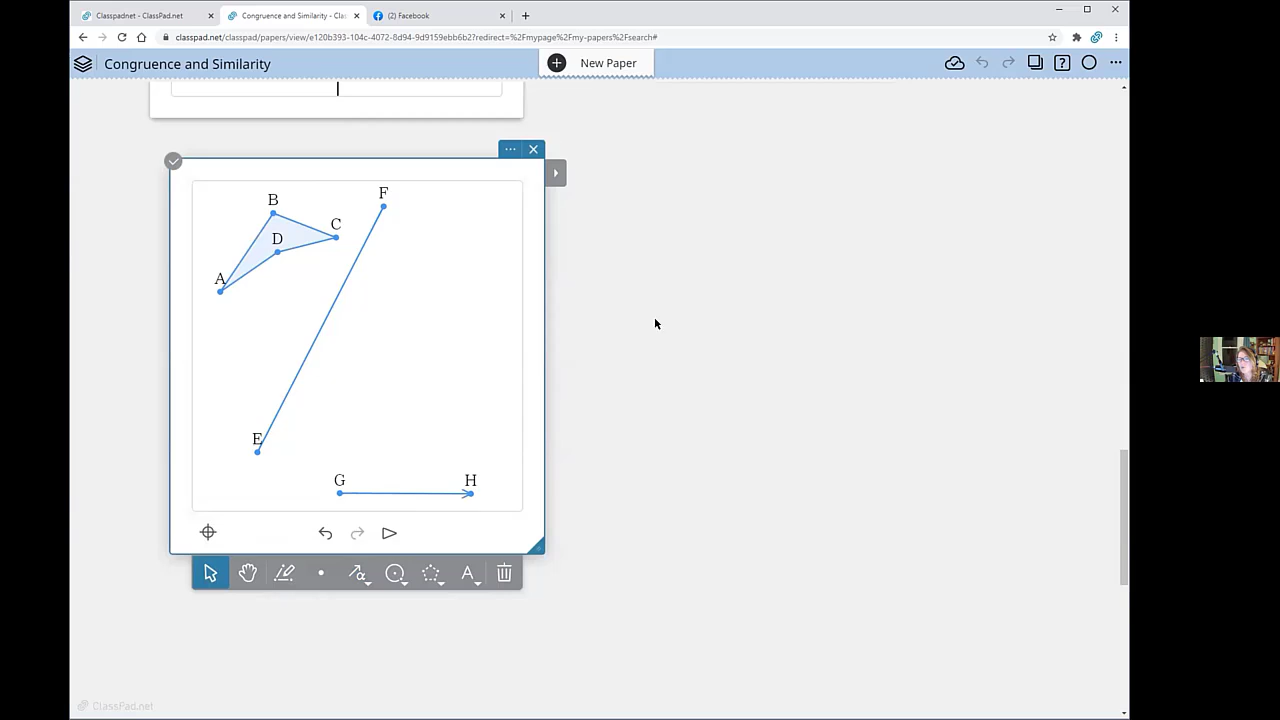 Classpadnet - ClassPad.net
Congruence and Similarity - Clas
(2) Facebook
classpad.net/classpad/papers/view/e120b393-104c-4072-8d94-9d9159ebb6b2?redirect=%2Fmypage%2Fmy-papers%2Fsearch#
Congruence and Similarity
New Paper
B
F
C
D
A
E
G
H
A
ClassPad.net